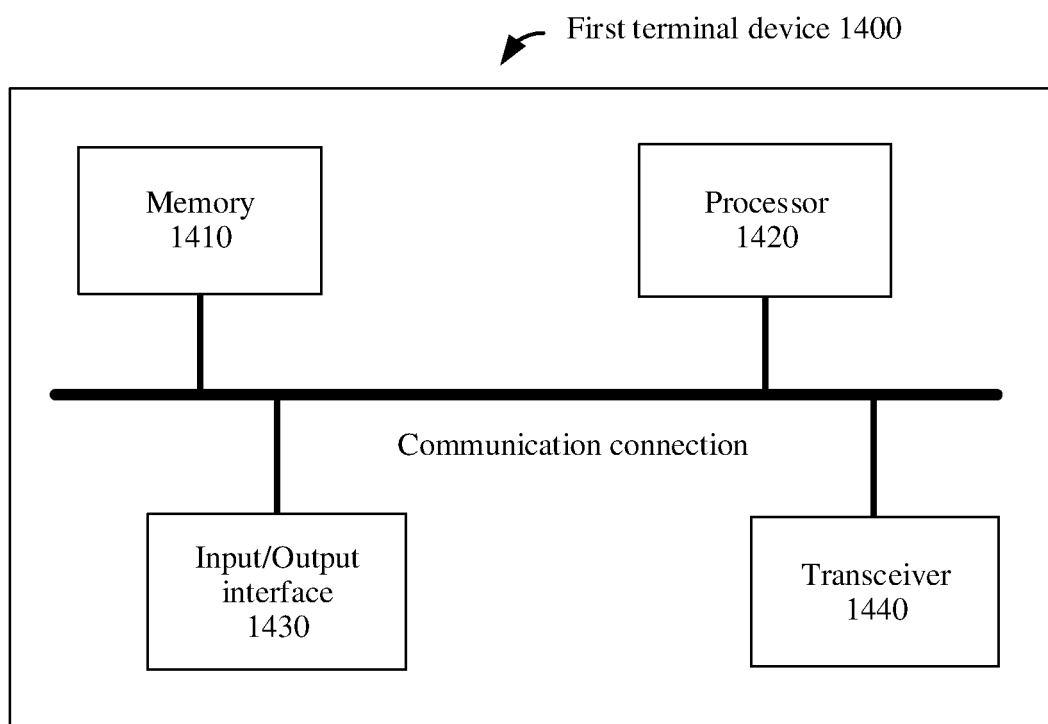 First terminal device 1400
Memory
1410
Processor
1420
Communication connection
Input/Output
interface
1430
Transceiver
1440